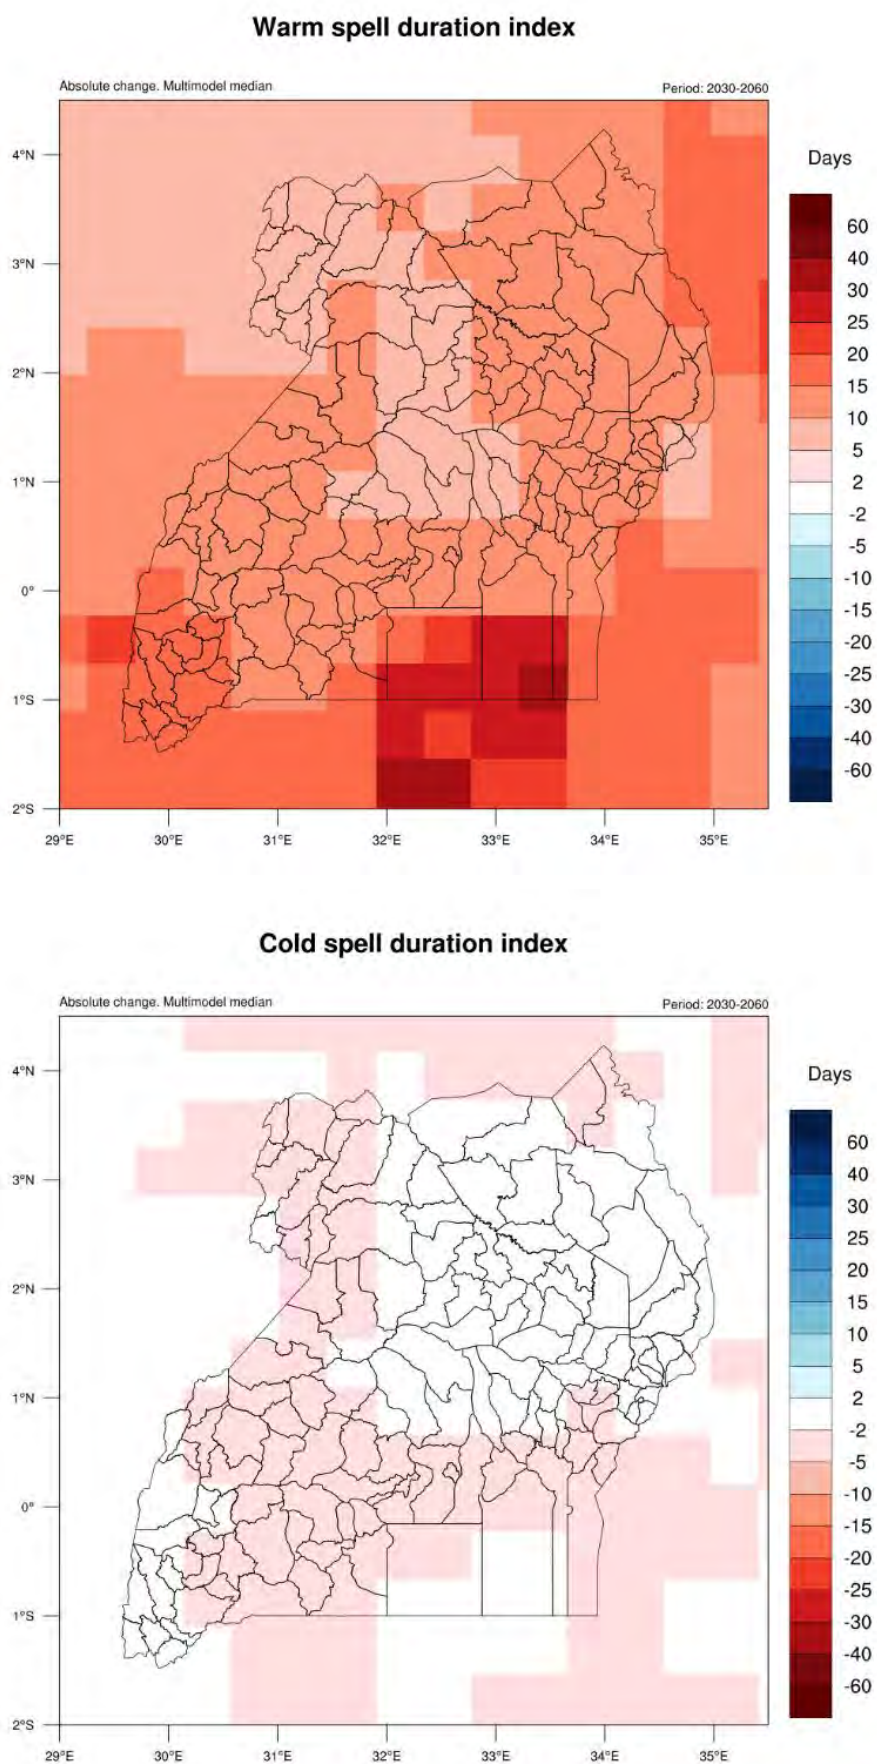 Warm spell duration index
Absolute change. Multimodel median
Period: 2030-2060
Days
4°N
3°N
2°N
1°N
0°
1°S
2°S
29°E
30°E
31°E
32°E
33°E
34°E
35°E
60
40
30
25
20
15
10
5
2
-2
-5
-10
-15
-20
-25
-30
-40
-60
Cold spell duration index
Absolute change. Multimodel median
Period: 2030-2060
Days
4°N
3°N
2°N
1°N
0°
1°S
2°S
29°E
30°E
31°E
32°E
33°E
34°E
35°E
60
40
30
25
20
15
10
5
2
-2
-5
-10
-15
-20
-25
-30
-40
-60